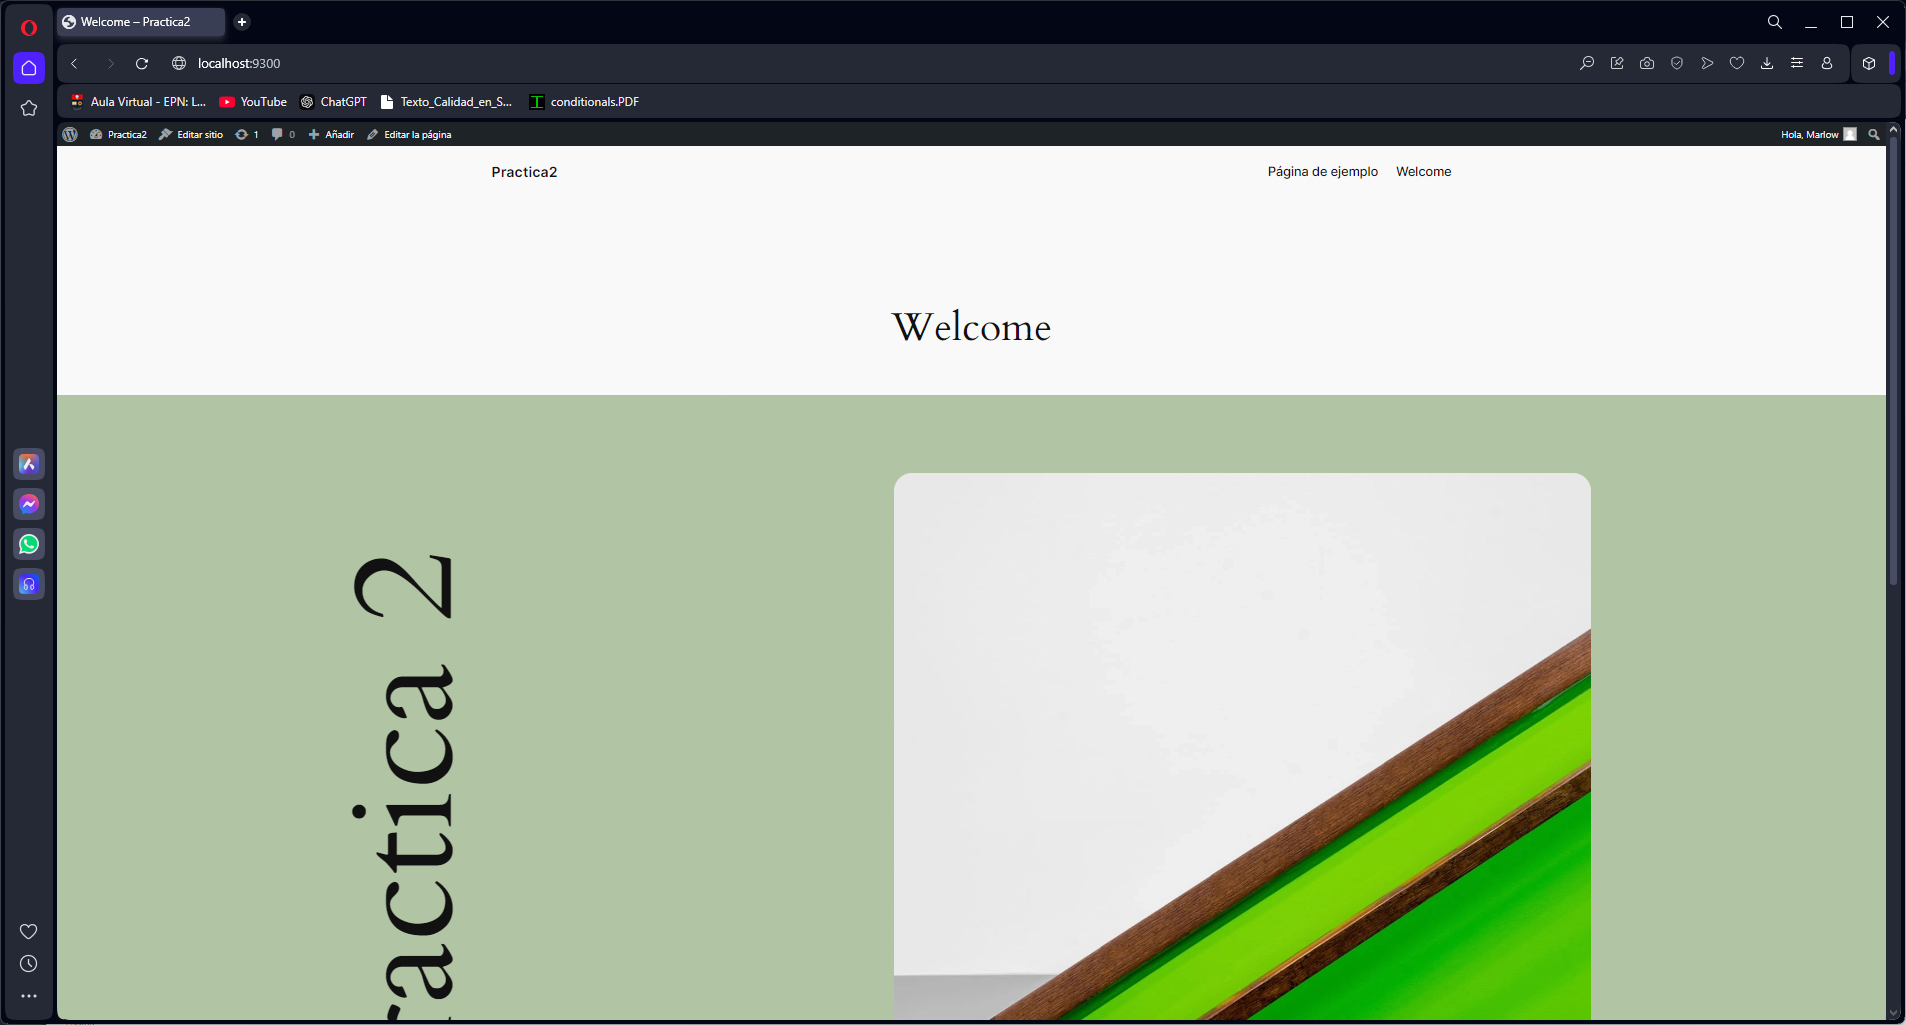 Welcome – Practica2
localhost:9300
Aula Virtual - EPN: L... YouTube ChatGPT Texto_Calidad_en_S... conditionals.PDF
Practica2 Editar sitio 1 0 Añadir Editar la página Hola, Marlow
Practica2 Página de ejemplo Welcome
Welcome
ractica 2